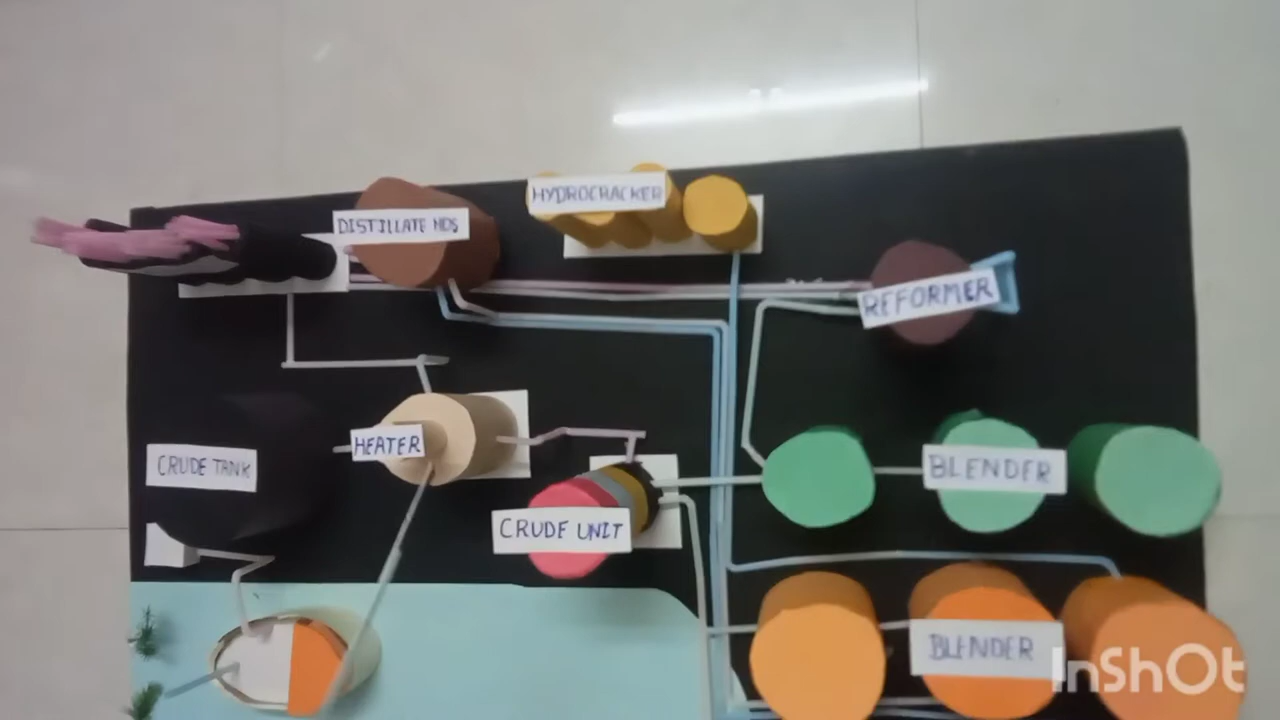 HYDROCRACKER
DISTILLATE HDS
REFORMER
HEATER
CRUDE TANK
BLENDER
CRUDE UNIT
BLENDER
InShOt